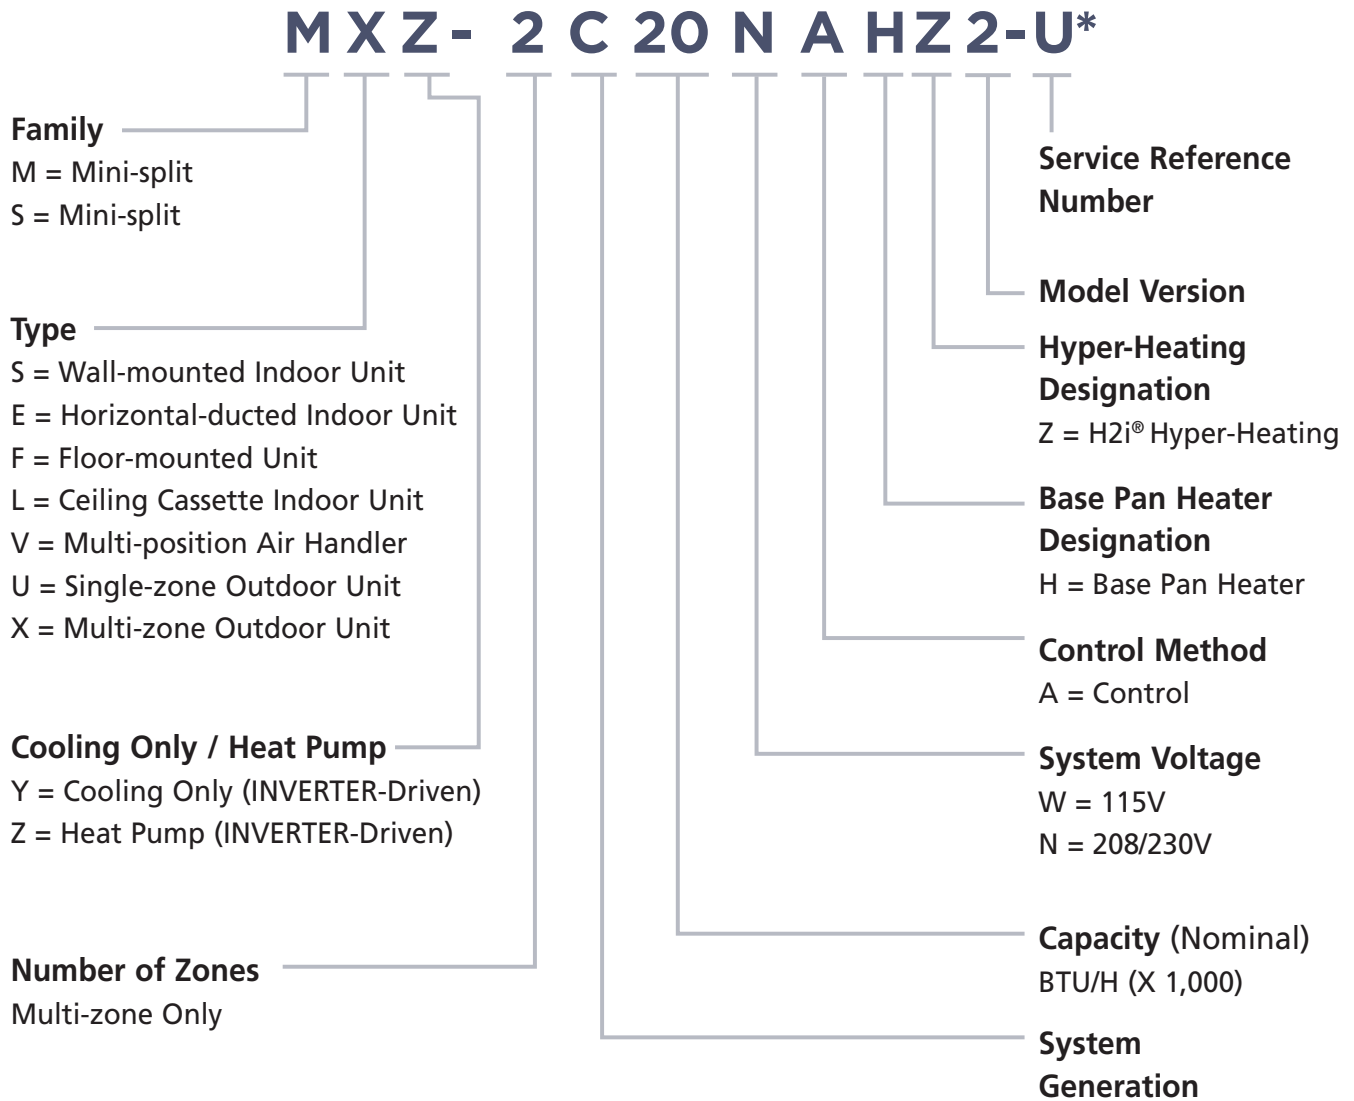 MXZ- 2 C 20 N A H Z 2-U*
Family
M = Mini-split
S = Mini-split
Type
S = Wall-mounted Indoor Unit
E = Horizontal-ducted Indoor Unit
F = Floor-mounted Unit
L = Ceiling Cassette Indoor Unit
V = Multi-position Air Handler
U = Single-zone Outdoor Unit
X = Multi-zone Outdoor Unit
Cooling Only / Heat Pump
Y = Cooling Only (INVERTER-Driven)
Z = Heat Pump (INVERTER-Driven)
Number of Zones
Multi-zone Only
Service Reference
Number
Model Version
Hyper-Heating
Designation
Z = H2i® Hyper-Heating
Base Pan Heater
Designation
H = Base Pan Heater
Control Method
A = Control
System Voltage
W = 115V
N = 208/230V
Capacity (Nominal)
BTU/H (X 1,000)
System
Generation